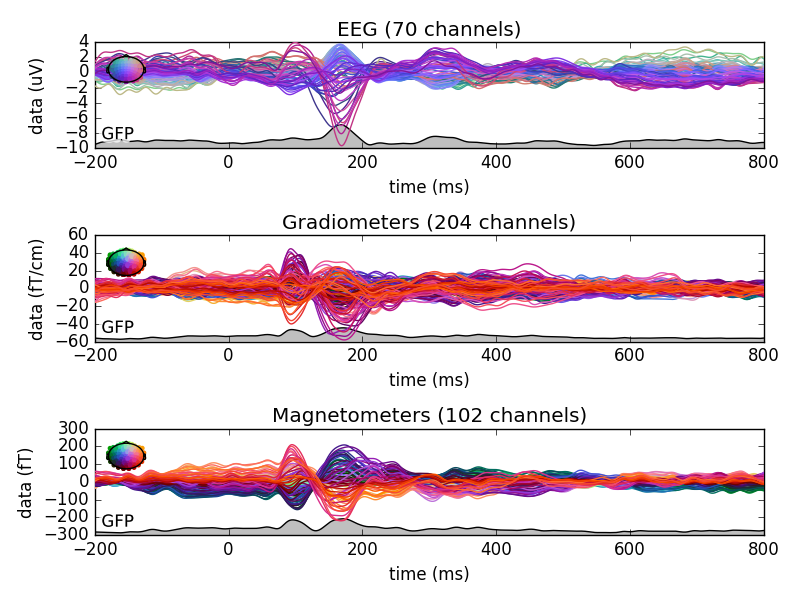 EEG (70 channels)
data (uV)
4
2
0
−2
−4
−6
−8
−10
GFP
−200 0 200 400 600 800
time (ms)
Gradiometers (204 channels)
data (fT/cm)
60
40
20
0
−20
−40
−60
GFP
−200 0 200 400 600 800
time (ms)
Magnetometers (102 channels)
data (fT)
300
200
100
0
−100
−200
−300
GFP
−200 0 200 400 600 800
time (ms)